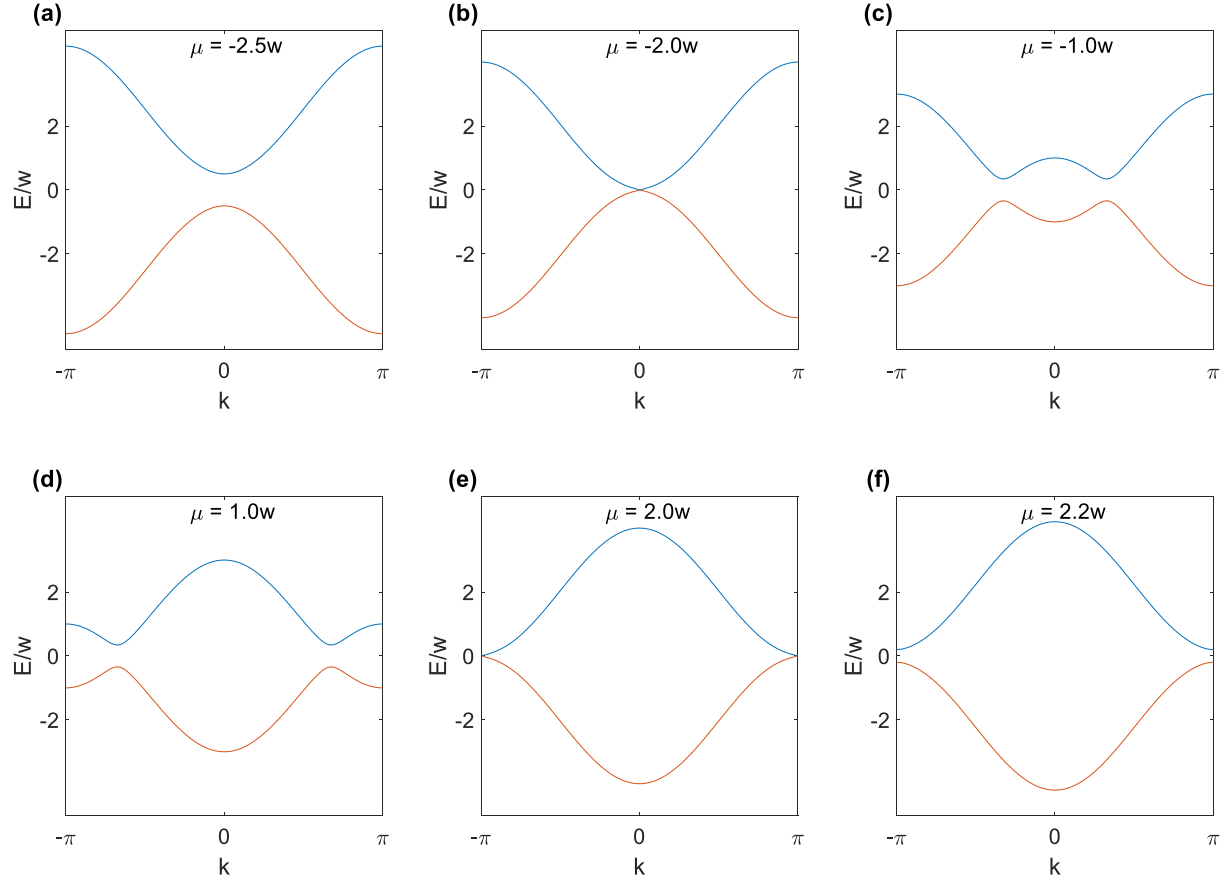 (a)
μ = -2.5w
2
0
-2
E/w
-π
0
π
k
(b)
μ = -2.0w
2
0
-2
E/w
-π
0
π
k
(c)
μ = -1.0w
2
0
-2
E/w
-π
0
π
k
(d)
μ = 1.0w
2
0
-2
E/w
-π
0
π
k
(e)
μ = 2.0w
2
0
-2
E/w
-π
0
π
k
(f)
μ = 2.2w
2
0
-2
E/w
-π
0
π
k